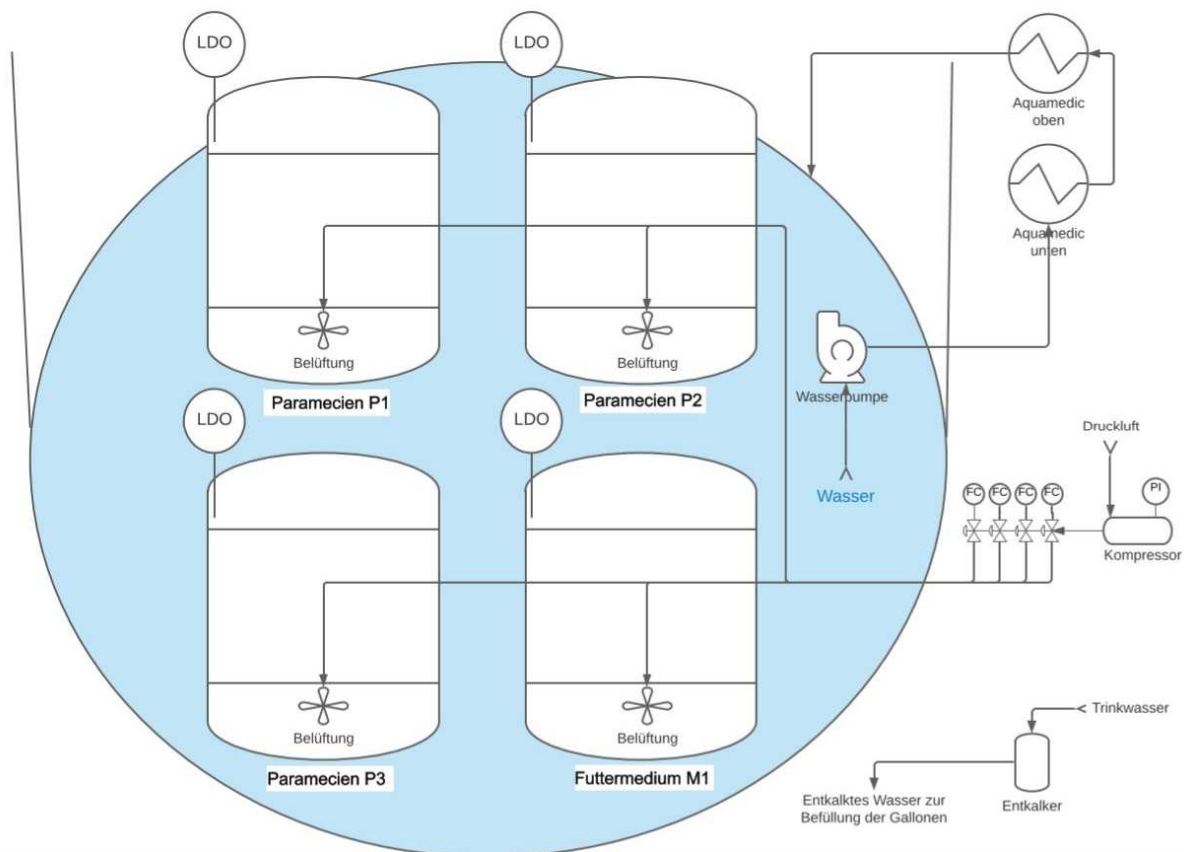 LDO
LDO
Aquamedic
oben
Aquamedic
unten
Belüftung
Belüftung
Paramecien P1
Paramecien P2
Wasserpumpe
LDO
LDO
Wasser
Druckluft
FC
FC
FC
FC
PI
Kompressor
Belüftung
Belüftung
Paramecien P3
Futtermedium M1
Trinkwasser
Entkalker
Entkalktes Wasser zur
Befüllung der Gallonen